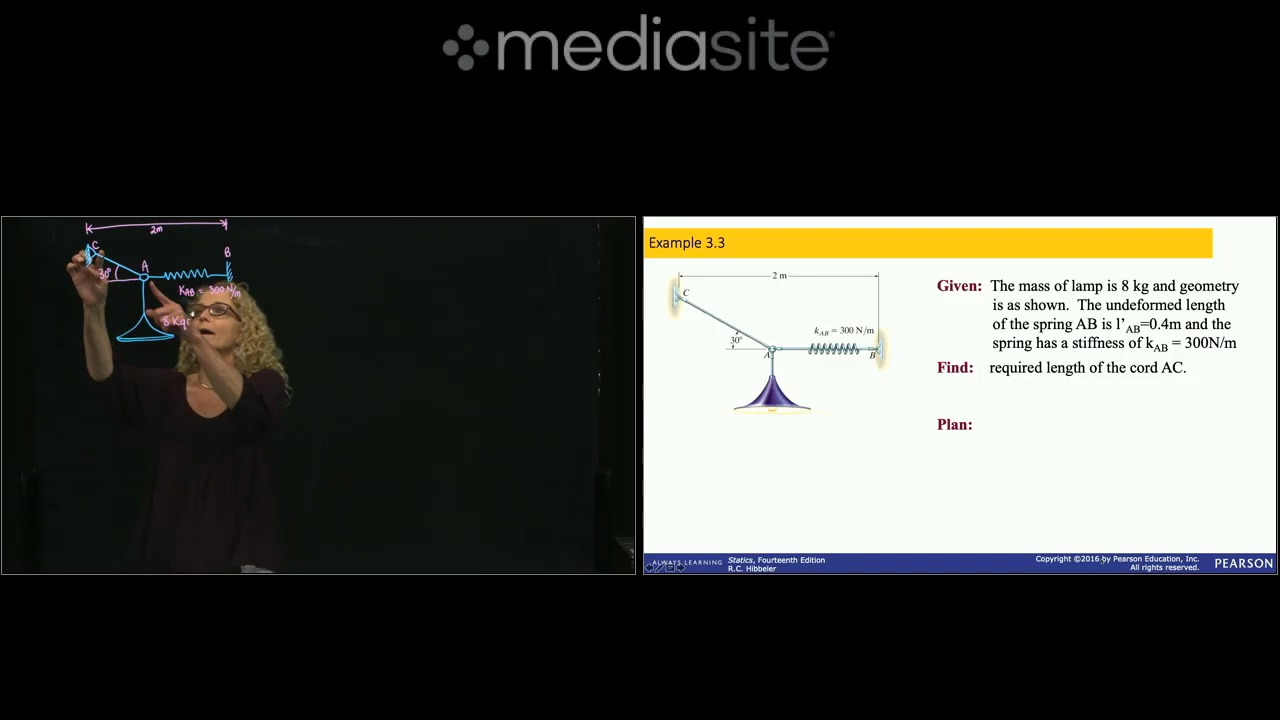 mediasite
2m
C
B
30°
A
KAB = 300 N/m
8 Kg
Example 3.3
2 m
C
kAB = 300 N/m
30°
A
B
Given: The mass of lamp is 8 kg and geometry
is as shown. The undeformed length
of the spring AB is l’AB=0.4m and the
spring has a stiffness of kAB = 300N/m
Find: required length of the cord AC.
Plan:
ALWAYS LEARNING
Statics, Fourteenth Edition
R.C. Hibbeler
Copyright ©2016 by Pearson Education, Inc.
All rights reserved.
PEARSON